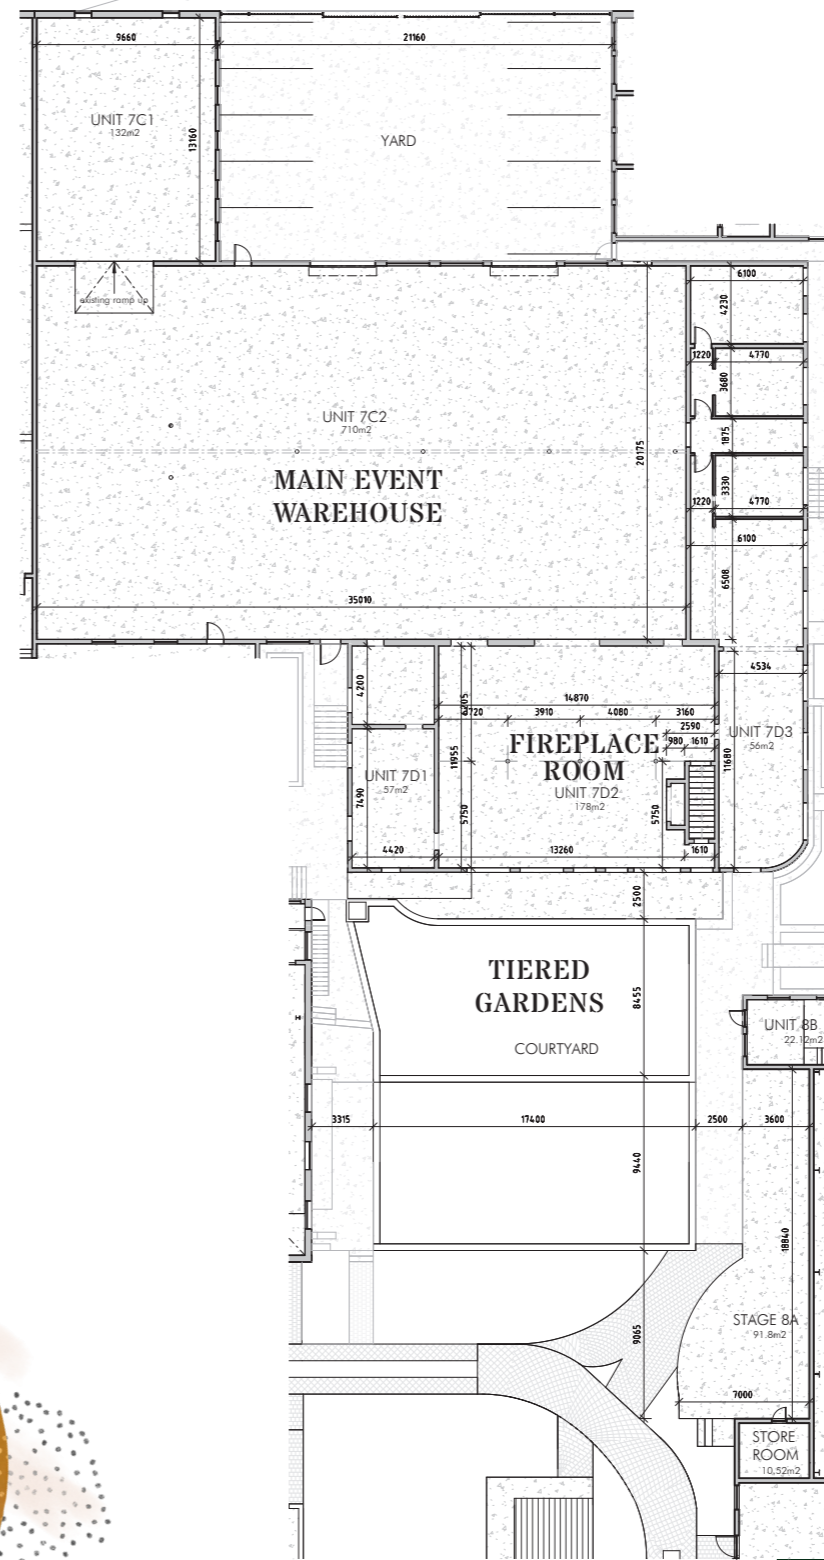 9660
21160
UNIT 7C1
132m2
13160
YARD
existing ramp up
6100
4230
1220
4770
3680
UNIT 7C2
710m2
1875
20175
MAIN EVENT
WAREHOUSE
3330
1220
4770
6100
6508
35010
4200
4534
14870
3910
4080
3160
2590
980
1610
FIREPLACE
ROOM
UNIT 7D2
178m2
UNIT 7D3
56m2
11680
11955
UNIT 7D1
57m2
7490
5750
5750
4420
13260
1610
2500
TIERED
GARDENS
8455
COURTYARD
UNIT 8B
22.12m2
3315
17400
2500
3600
9440
18840
STAGE 8A
91.8m2
9065
7000
STORE
ROOM
10.52m2